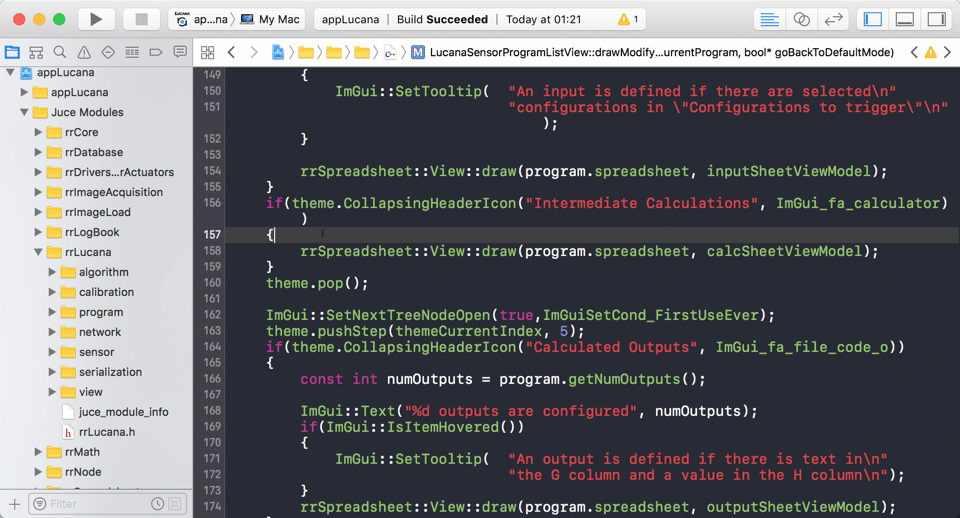 LUCANA
ap...na 〉 My Mac
appLucana | Build Succeeded | Today at 01:21 1
LucanaSensorProgramListView::drawModify...urrentProgram, bool* goBackToDefaultMode)
appLucana
appLucana
Juce Modules
rrCore
rrDatabase
rrDrivers...rActuators
rrImageAcquisition
rrImageLoad
rrLogBook
rrLucana
algorithm
calibration
program
network
sensor
serialization
view
juce_module_info
h rrLucana.h
rrMath
rrNode
Filter
149 {
150 ImGui::SetTooltip( "An input is defined if there are selected\n"
151 "configurations in \"Configurations to trigger\"\n"
);
152 }
153
154 rrSpreadsheet::View::draw(program.spreadsheet, inputSheetViewModel);
155 }
156 if(theme.CollapsingHeaderIcon("Intermediate Calculations", ImGui_fa_calculator)
)
157 {
158 rrSpreadsheet::View::draw(program.spreadsheet, calcSheetViewModel);
159 }
160 theme.pop();
161
162 ImGui::SetNextTreeNodeOpen(true,ImGuiSetCond_FirstUseEver);
163 theme.pushStep(themeCurrentIndex, 5);
164 if(theme.CollapsingHeaderIcon("Calculated Outputs", ImGui_fa_file_code_o))
165 {
166 const int numOutputs = program.getNumOutputs();
167
168 ImGui::Text("%d outputs are configured", numOutputs);
169 if(ImGui::IsItemHovered())
170 {
171 ImGui::SetTooltip( "An output is defined if there is text in\n"
172 "the G column and a value in the H column\n");
173 }
174 rrSpreadsheet::View::draw(program.spreadsheet, outputSheetViewModel);